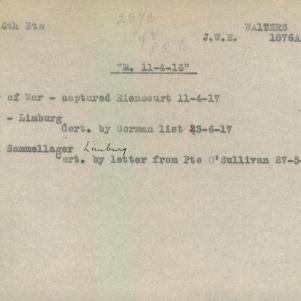 6th Btn
WALTERS
J.W.E. 1876A
"M. 11-4-16"
of War - captured Riencourt 11-4-17
- Limburg
Cert. by German list 23-6-17
Sammellager Limburg
Cert. by letter from Pte O'Sullivan 27-5